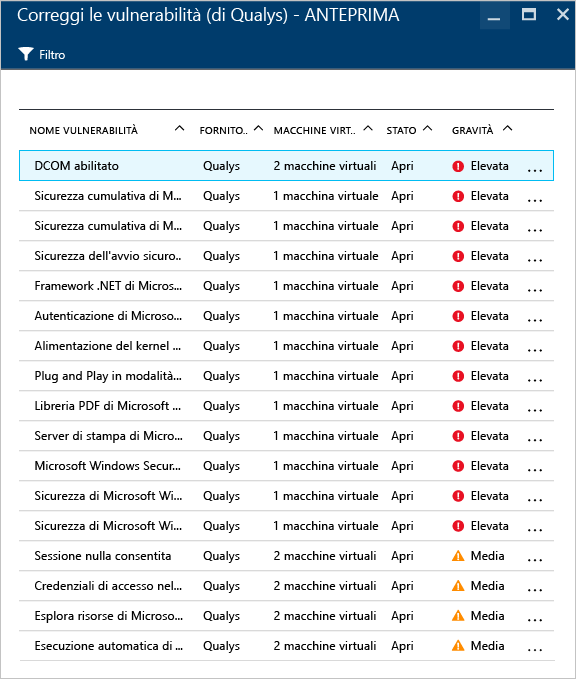 Correggi le vulnerabilità (di Qualys) - ANTEPRIMA
Filtro
NOME VULNERABILITÀ FORNITO.. MACCHINE VIRT.. STATO GRAVITÀ
DCOM abilitato Qualys 2 macchine virtuali Apri Elevata ...
Sicurezza cumulativa di M... Qualys 1 macchina virtuale Apri Elevata ...
Sicurezza cumulativa di M... Qualys 1 macchina virtuale Apri Elevata ...
Sicurezza dell'avvio sicuro.. Qualys 1 macchina virtuale Apri Elevata ...
Framework .NET di Micros... Qualys 1 macchina virtuale Apri Elevata ...
Autenticazione di Microso... Qualys 1 macchina virtuale Apri Elevata ...
Alimentazione del kernel ... Qualys 1 macchina virtuale Apri Elevata ...
Plug and Play in modalità... Qualys 1 macchina virtuale Apri Elevata ...
Libreria PDF di Microsoft ... Qualys 1 macchina virtuale Apri Elevata ...
Server di stampa di Micro... Qualys 1 macchina virtuale Apri Elevata ...
Microsoft Windows Secur... Qualys 1 macchina virtuale Apri Elevata ...
Sicurezza di Microsoft Wi... Qualys 1 macchina virtuale Apri Elevata ...
Sicurezza di Microsoft Wi... Qualys 1 macchina virtuale Apri Elevata ...
Sessione nulla consentita Qualys 2 macchine virtuali Apri Media ...
Credenziali di accesso nel... Qualys 2 macchine virtuali Apri Media ...
Esplora risorse di Microso... Qualys 2 macchine virtuali Apri Media ...
Esecuzione automatica di ... Qualys 2 macchine virtuali Apri Media ...